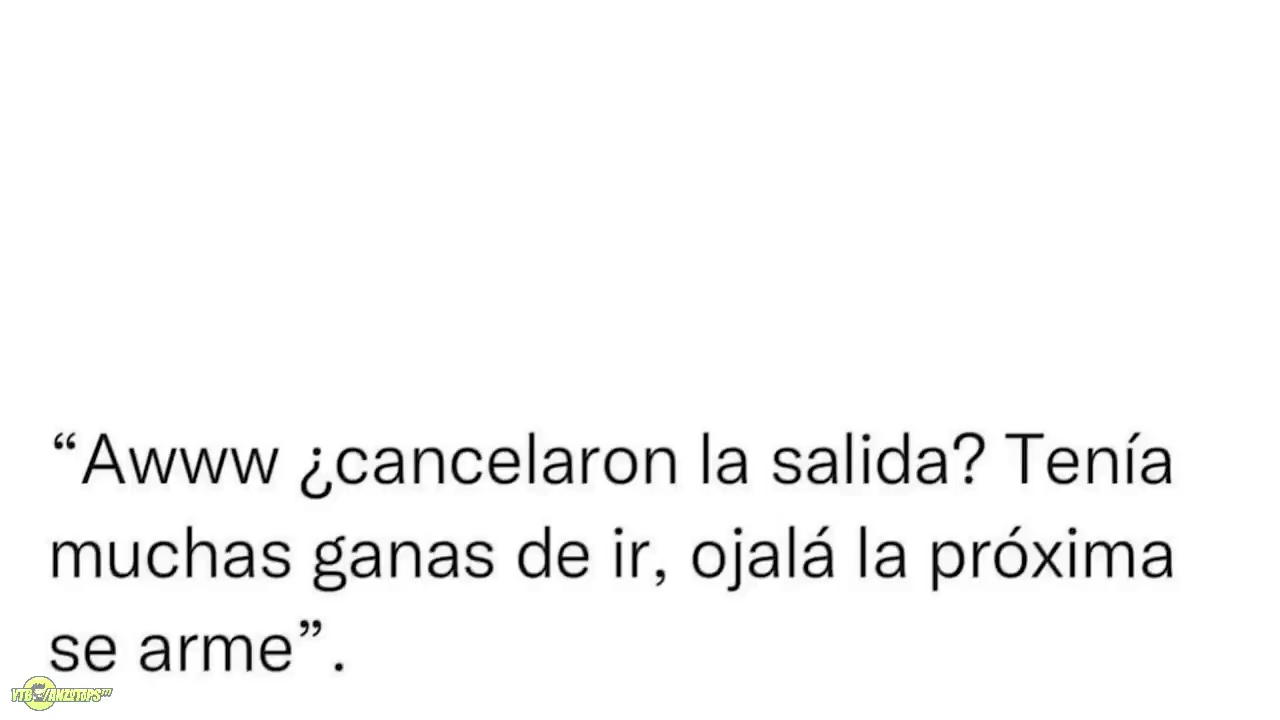 “Awww ¿cancelaron la salida? Tenía
muchas ganas de ir, ojalá la próxima
se arme”.